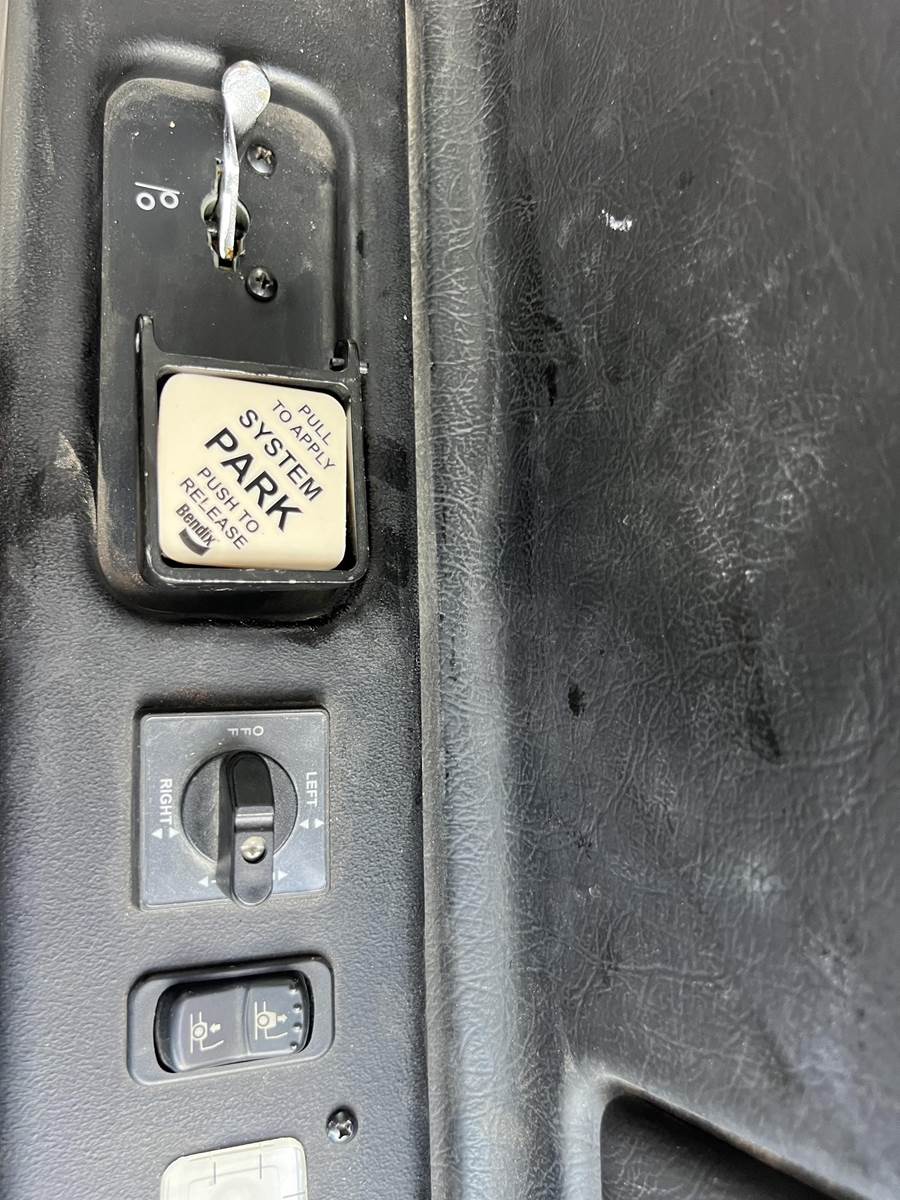 PULL
TO APPLY
SYSTEM
PARK
PUSH TO
RELEASE
Bendix
OFF
LEFT
RIGHT